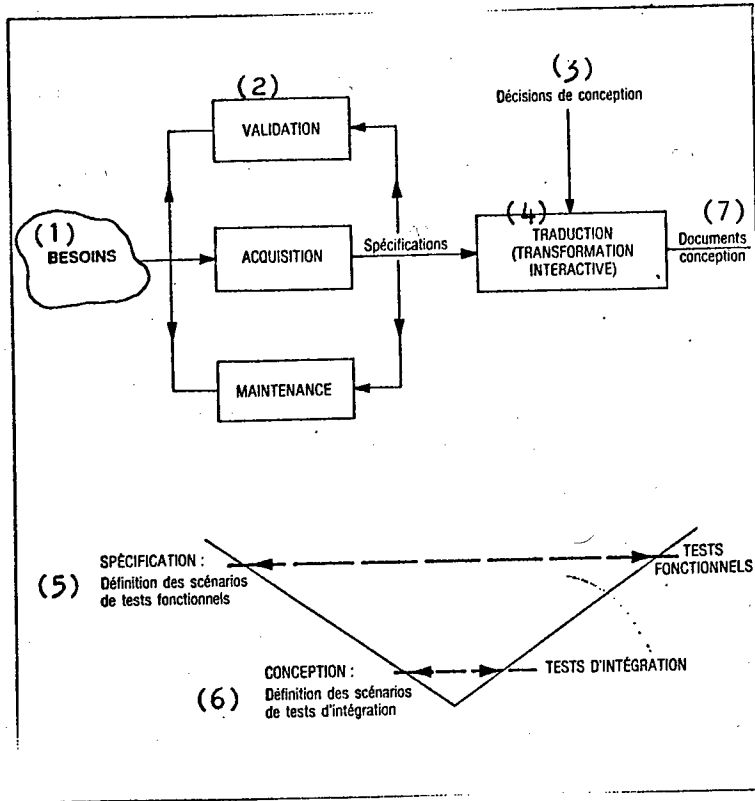 (2)
VALIDATION
(3)
Décisions de conception
(1)
BESOINS
ACQUISITION
Spécifications
(4)
TRADUCTION
(TRANSFORMATION
INTERACTIVE)
(7)
Documents
conception
MAINTENANCE
(5)
SPÉCIFICATION :
Définition des scénarios
de tests fonctionnels
TESTS
FONCTIONNELS
(6)
CONCEPTION :
Définition des scénarios
de tests d'intégration
TESTS D'INTÉGRATION